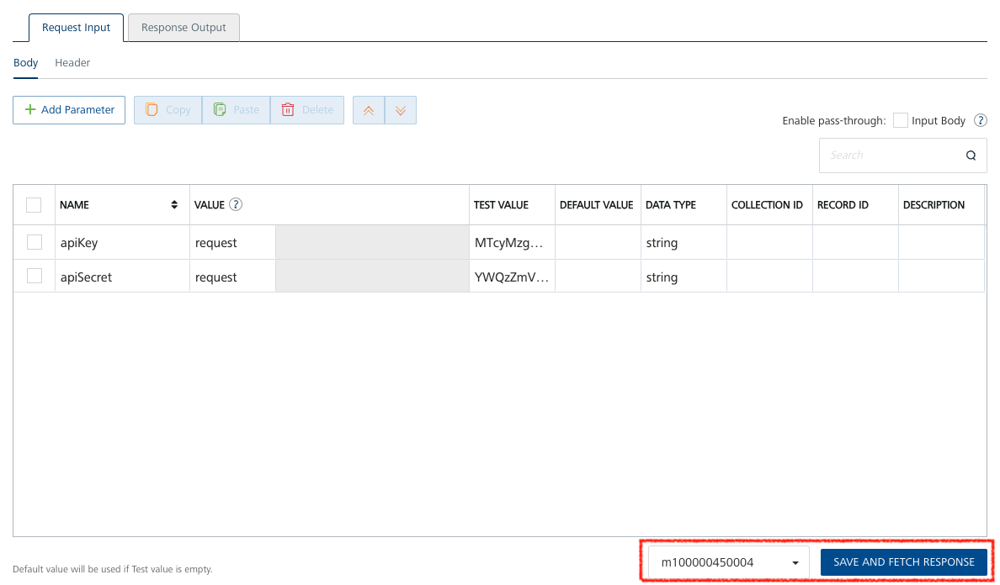 Request Input Response Output
Body Header
Add Parameter Copy Paste Delete
Enable pass-through: Input Body ?
Search
NAME VALUE ? TEST VALUE DEFAULT VALUE DATA TYPE COLLECTION ID RECORD ID DESCRIPTION
apiKey request MTcyMzg... string
apiSecret request YWQzZmV... string
m100000450004 SAVE AND FETCH RESPONSE
Default value will be used if Test value is empty.